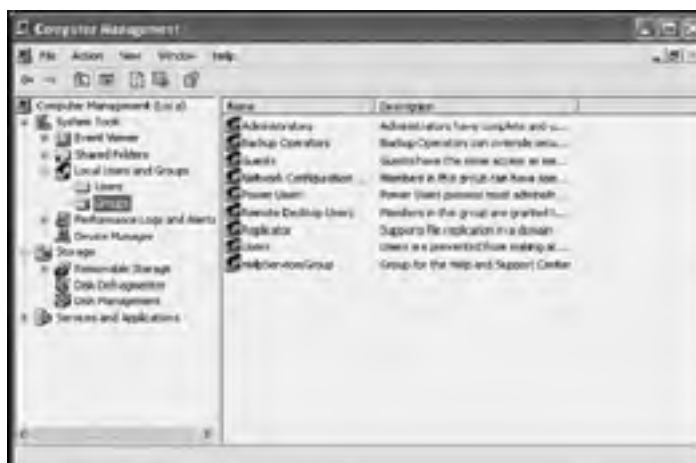 Computer Management
File Action View Window Help
Computer Management (Local)
System Tools
Event Viewer
Shared Folders
Local Users and Groups
Users
Groups
Performance Logs and Alerts
Device Manager
Storage
Removable Storage
Disk Defragmenter
Disk Management
Services and Applications
Name Description
Administrators Administrators have complete and u...
Backup Operators Backup Operators can override secu...
Guests Guests have the same access as me...
Network Configuration ... Members in this group can have som...
Power Users Power Users possess most administr...
Remote Desktop Users Members in this group are granted t...
Replicator Supports file replication in a domain
Users Users are prevented from making ac...
HelpServicesGroup Group for the Help and Support Center